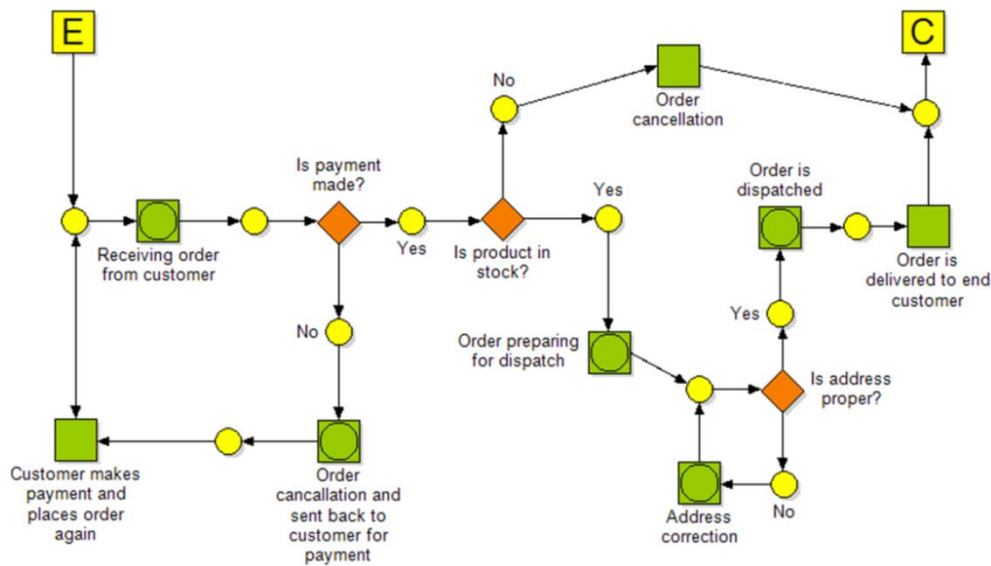 E
C
No
Order
cancellation
Is payment
made?
Order is
dispatched
Yes
Receiving order
from customer
Yes
Is product in
stock?
Order is
delivered to end
customer
No
Order preparing
for dispatch
Yes
Is address
proper?
Customer makes
payment and
places order
again
Order
cancallation and
sent back to
customer for
payment
Address
correction
No